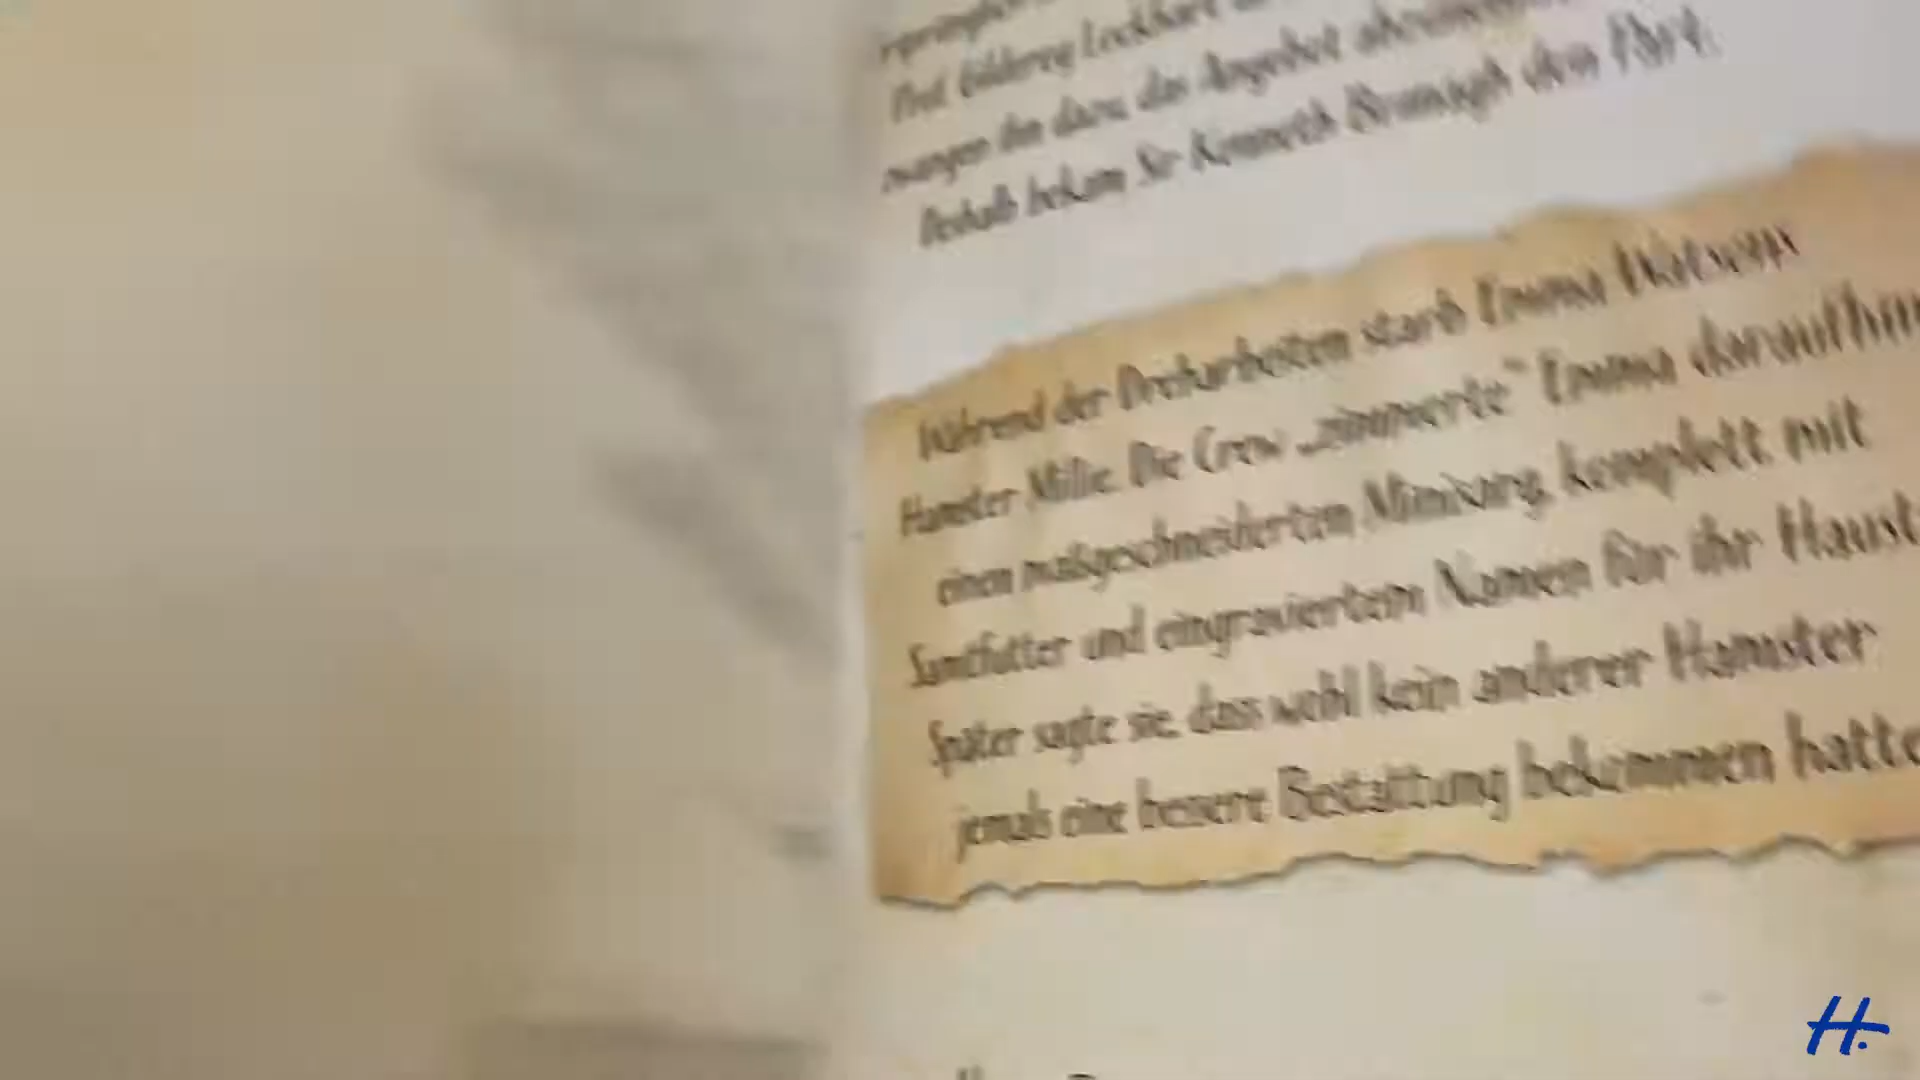 Prof. Gilderoy Lockhart
zwangen ihn dazu, das Angebot abzulehnen.
Deshalb bekam Sir Kenneth Branagh den Part.
Während der Dreharbeiten starb Emma Watsons
Hamster Millie. Die Crew „zimmerte“ Emma daraufhin
einen maßgeschneiderten Minisarg, komplett mit
Samtfutter und eingraviertem Namen für ihr
Später sagte sie, dass wohl kein anderer Hamster
jemals eine bessere Bestattung bekommen hatte
H.